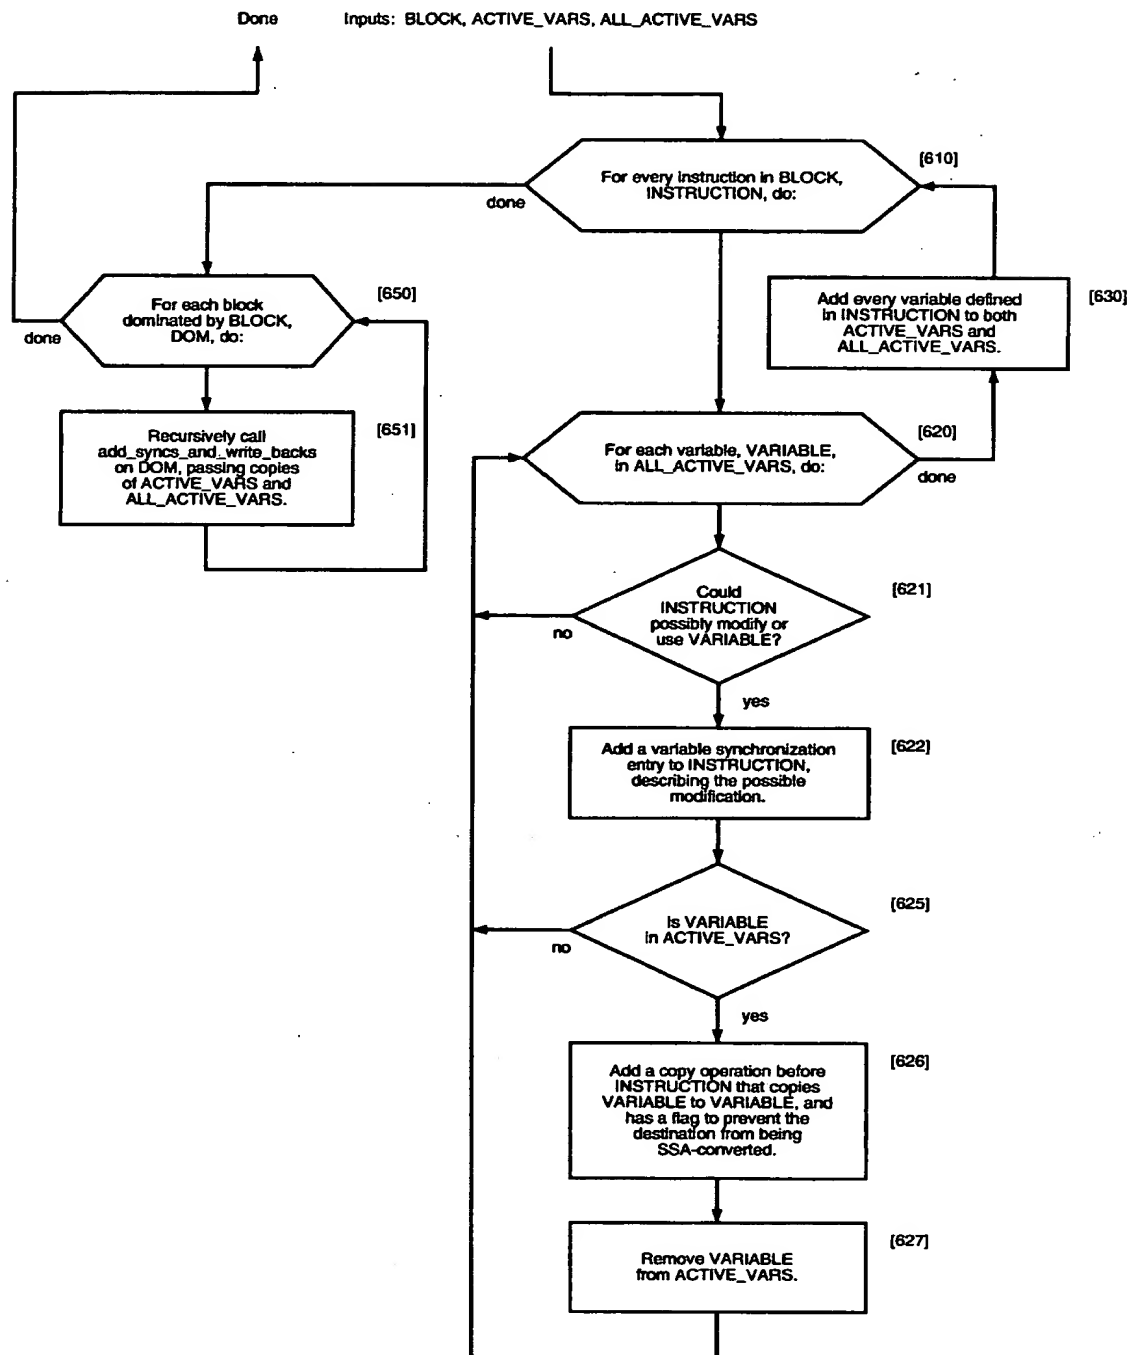 Done
Inputs: BLOCK, ACTIVE_VARS, ALL_ACTIVE_VARS
[610]
For every instruction in BLOCK,
INSTRUCTION, do:
done
[650]
For each block
dominated by BLOCK,
DOM, do:
done
[630]
Add every variable defined
in INSTRUCTION to both
ACTIVE_VARS and
ALL_ACTIVE_VARS.
[651]
Recursively call
add_syncs_and_write_backs
on DOM, passing copies
of ACTIVE_VARS and
ALL_ACTIVE_VARS.
[620]
For each variable, VARIABLE,
in ALL_ACTIVE_VARS, do:
done
[621]
Could
INSTRUCTION
possibly modify or
use VARIABLE?
no
yes
[622]
Add a variable synchronization
entry to INSTRUCTION,
describing the possible
modification.
[625]
Is VARIABLE
in ACTIVE_VARS?
no
yes
[626]
Add a copy operation before
INSTRUCTION that copies
VARIABLE to VARIABLE, and
has a flag to prevent the
destination from being
SSA-converted.
[627]
Remove VARIABLE
from ACTIVE_VARS.